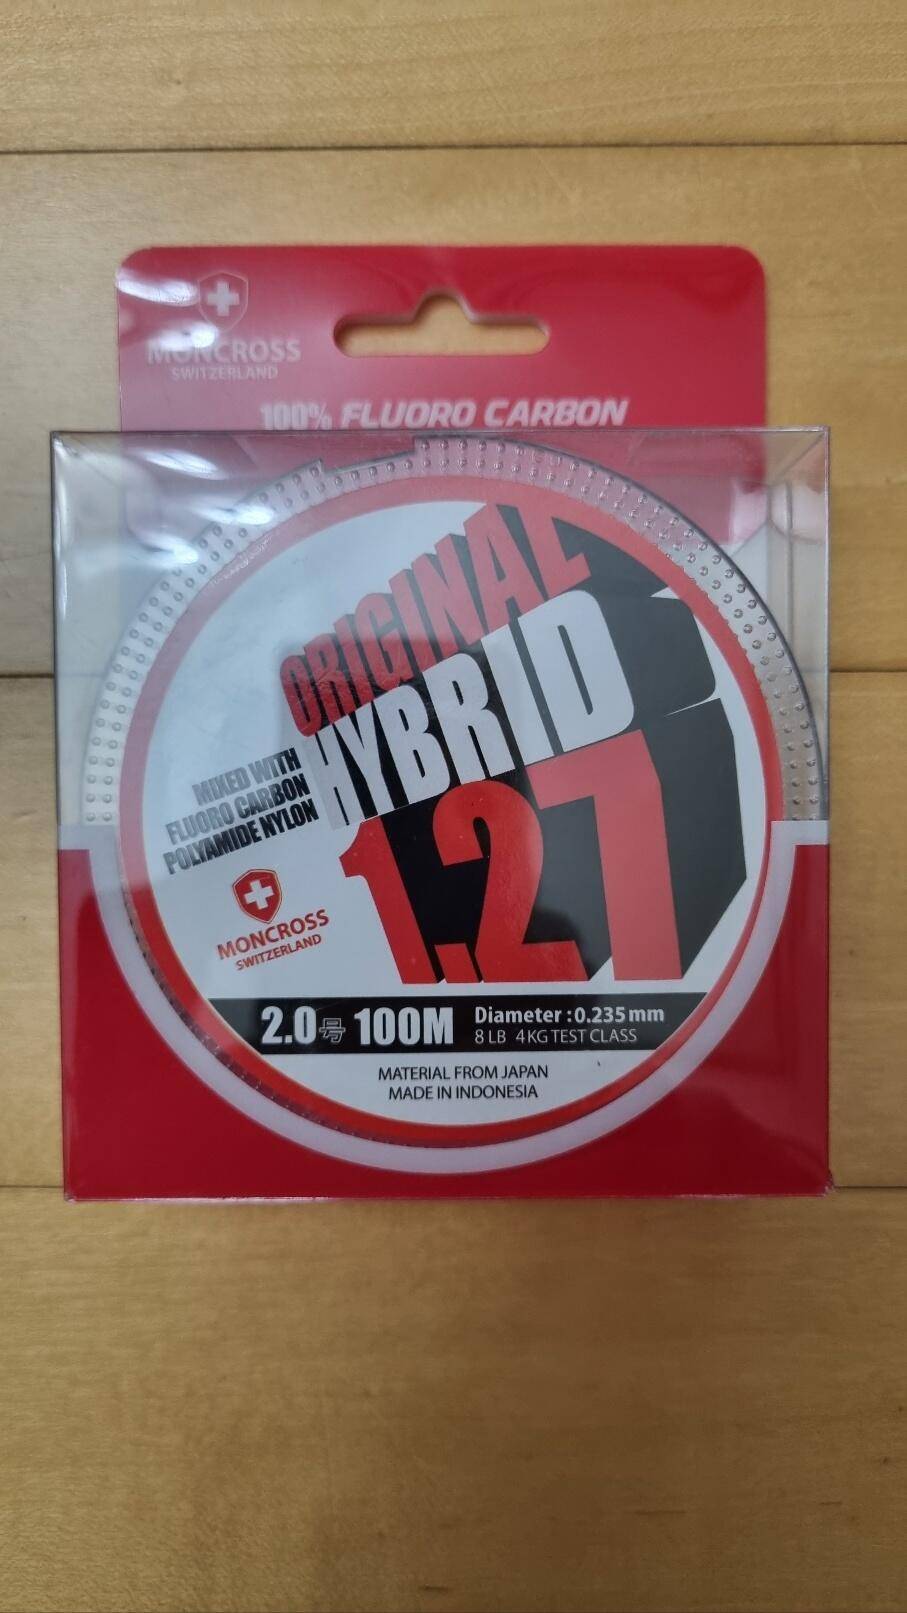 MONCROSS
SWITZERLAND
100% FLUORO CARBON
ORIGINAL
HYBRID
1.27
MIXED WITH
FLUORO CARBON
POLYAMIDE NYLON
MONCROSS
SWITZERLAND
2.0号 100M
Diameter : 0.235 mm
8 LB 4KG TEST CLASS
MATERIAL FROM JAPAN
MADE IN INDONESIA